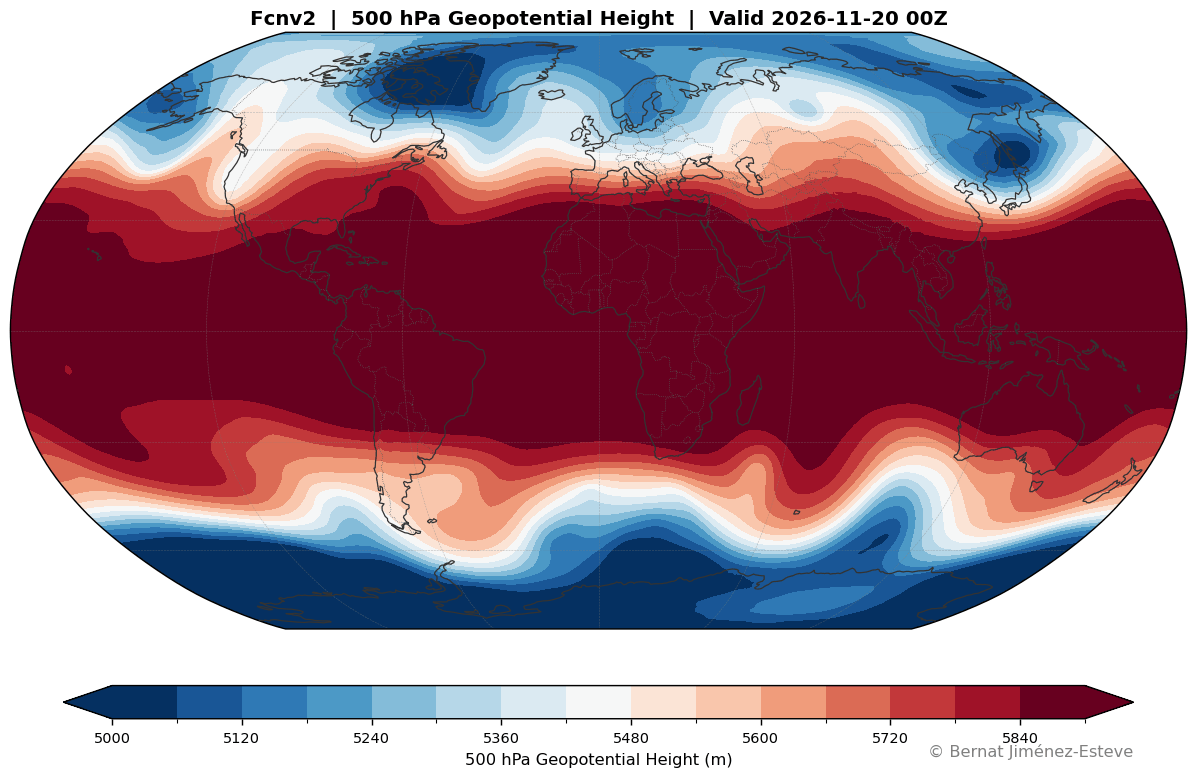 Fcnv2 | 500 hPa Geopotential Height | Valid 2026-11-20 00Z
5000 5120 5240 5360 5480 5600 5720 5840
500 hPa Geopotential Height (m)
© Bernat Jiménez-Esteve